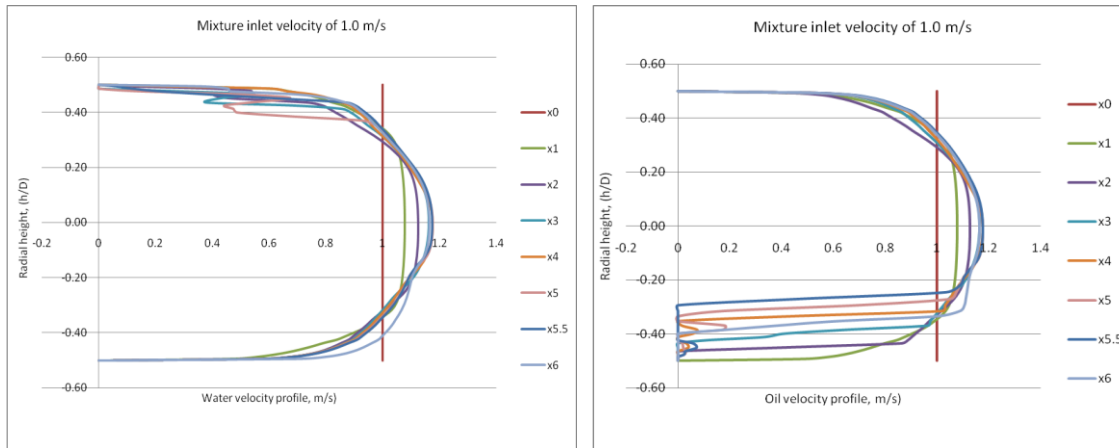 Mixture inlet velocity of 1.0 m/s
0.60
0.40
0.20
0.00
-0.20
-0.40
-0.60
-0.2 0 0.2 0.4 0.6 0.8 1 1.2 1.4
Radial height, (h/D)
Water velocity profile, m/s)
x0
x1
x2
x3
x4
x5
x5.5
x6
Mixture inlet velocity of 1.0 m/s
0.60
0.40
0.20
0.00
-0.20
-0.40
-0.60
-0.2 0 0.2 0.4 0.6 0.8 1 1.2 1.4
Radial height, (h/D)
Oil velocity profile, m/s)
x0
x1
x2
x3
x4
x5
x5.5
x6